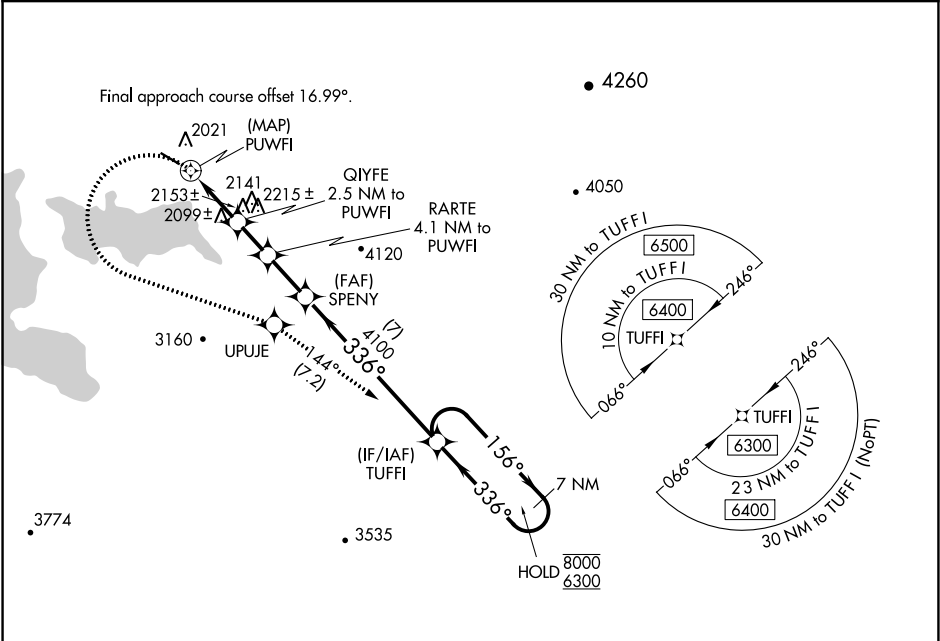 Final approach course offset 16.99°.
4260
2021
(MAP)
PUWFI
2153±
2141
2215 ±
2099±
QIYFE
2.5 NM to
PUWFI
RARTE
4.1 NM to
PUWFI
4050
4120
(FAF)
SPENY
3160
UPUJE
144°
(7.2)
(7)
4100
336°
(IF/IAF)
TUFFI
156°
336°
7 NM
HOLD 8000
6300
3774
3535
30 NM to TUFFI
6500
10 NM to TUFFI
6400
TUFFI
246°
066°
246°
TUFFI
066°
6300
23 NM to TUFFI
6400
30 NM to TUFFI (NoPT)